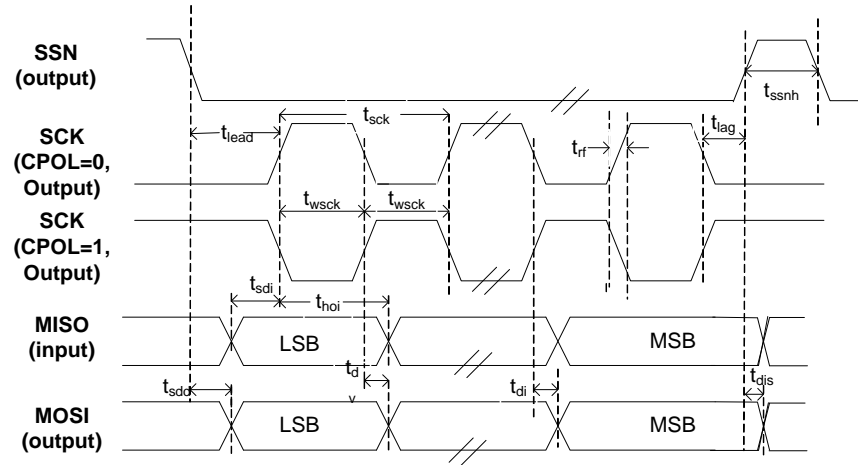 SSN
(output)
t_ssnh
t_sck
t_lead
t_lag
SCK
(CPOL=0,
Output)
t_rf
t_wsck
t_wsck
SCK
(CPOL=1,
Output)
t_sdi
t_hoi
MISO
(input)
LSB
MSB
t_sdd
t_d
v
t_di
t_dis
MOSI
(output)
LSB
MSB